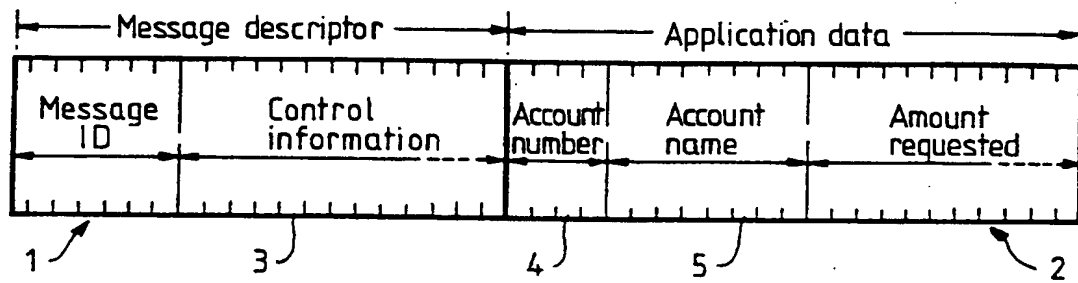 Message descriptor
Application data
Message ID
Control information
Account number
Account name
Amount requested
1
3
4
5
2